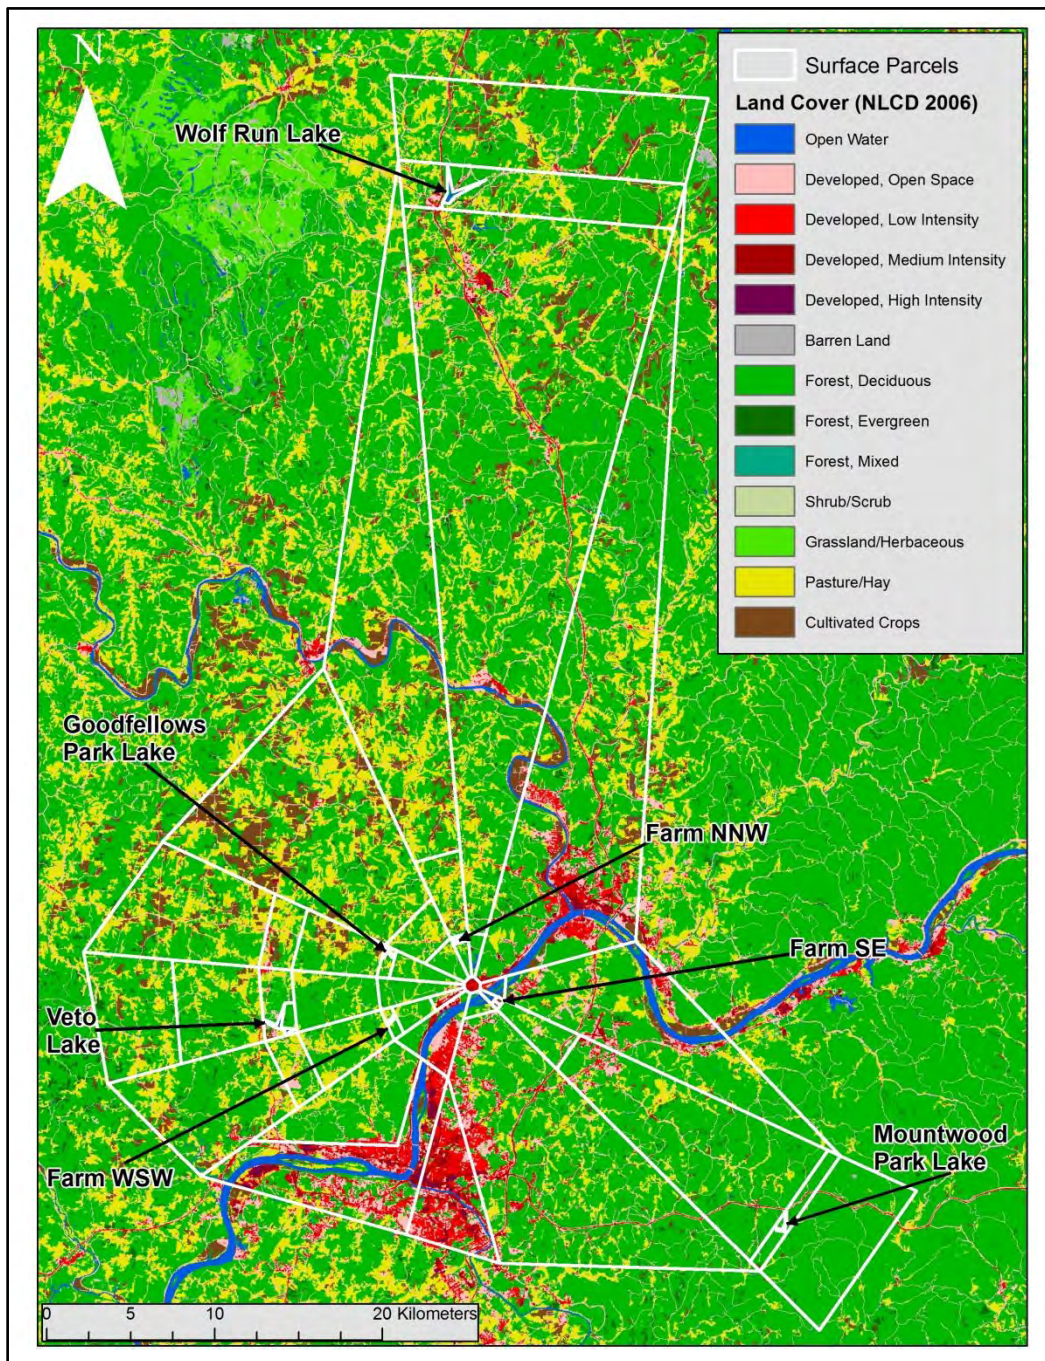 N
Wolf Run Lake
Surface Parcels
Land Cover (NLCD 2006)
Open Water
Developed, Open Space
Developed, Low Intensity
Developed, Medium Intensity
Developed, High Intensity
Barren Land
Forest, Deciduous
Forest, Evergreen
Forest, Mixed
Shrub/Scrub
Grassland/Herbaceous
Pasture/Hay
Cultivated Crops
Goodfellows
Park Lake
Farm NNW
Farm SE
Veto
Lake
Farm WSW
Mountwood
Park Lake
0 5 10 20 Kilometers